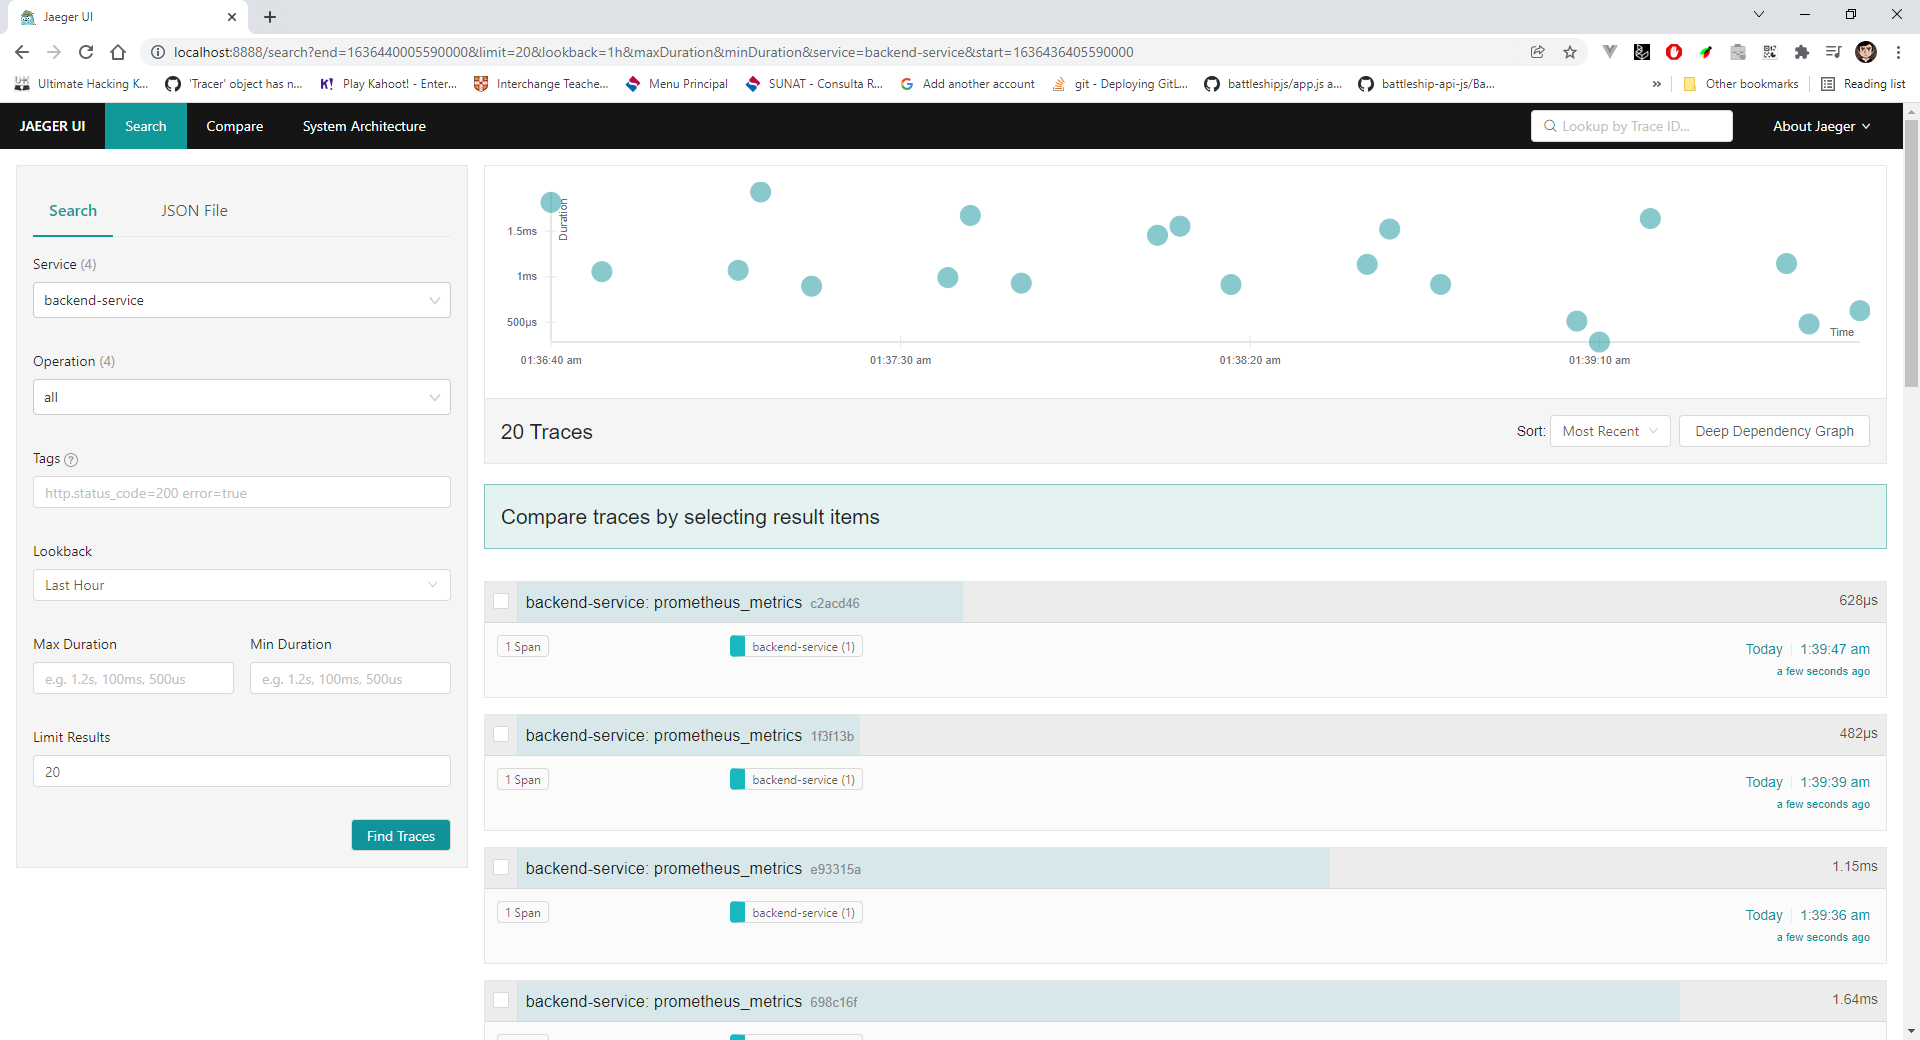 Jaeger UI
localhost:8888/search?end=1636440005590000&limit=20&lookback=1h&maxDuration&minDuration&service=backend-service&start=1636436405590000
Ultimate Hacking K... 'Tracer' object has n... K! Play Kahoot! - Enter... Interchange Teache... Menu Principal SUNAT - Consulta R... Add another account git - Deploying GitL... battleshipjs/app.js a... battleship-api-js/Ba... » Other bookmarks Reading list
JAEGER UI Search Compare System Architecture Lookup by Trace ID... About Jaeger
Search JSON File
Service (4)
backend-service
Operation (4)
all
Tags ?
http.status_code=200 error=true
Lookback
Last Hour
Max Duration Min Duration
e.g. 1.2s, 100ms, 500us e.g. 1.2s, 100ms, 500us
Limit Results
20
Find Traces
Duration
1.5ms
1ms
500µs
Time
01:36:40 am 01:37:30 am 01:38:20 am 01:39:10 am
20 Traces Sort: Most Recent Deep Dependency Graph
Compare traces by selecting result items
backend-service: prometheus_metrics c2acd46 628µs
1 Span backend-service (1) Today 1:39:47 am
a few seconds ago
backend-service: prometheus_metrics 1f3f13b 482µs
1 Span backend-service (1) Today 1:39:39 am
a few seconds ago
backend-service: prometheus_metrics e93315a 1.15ms
1 Span backend-service (1) Today 1:39:36 am
a few seconds ago
backend-service: prometheus_metrics 698c16f 1.64ms